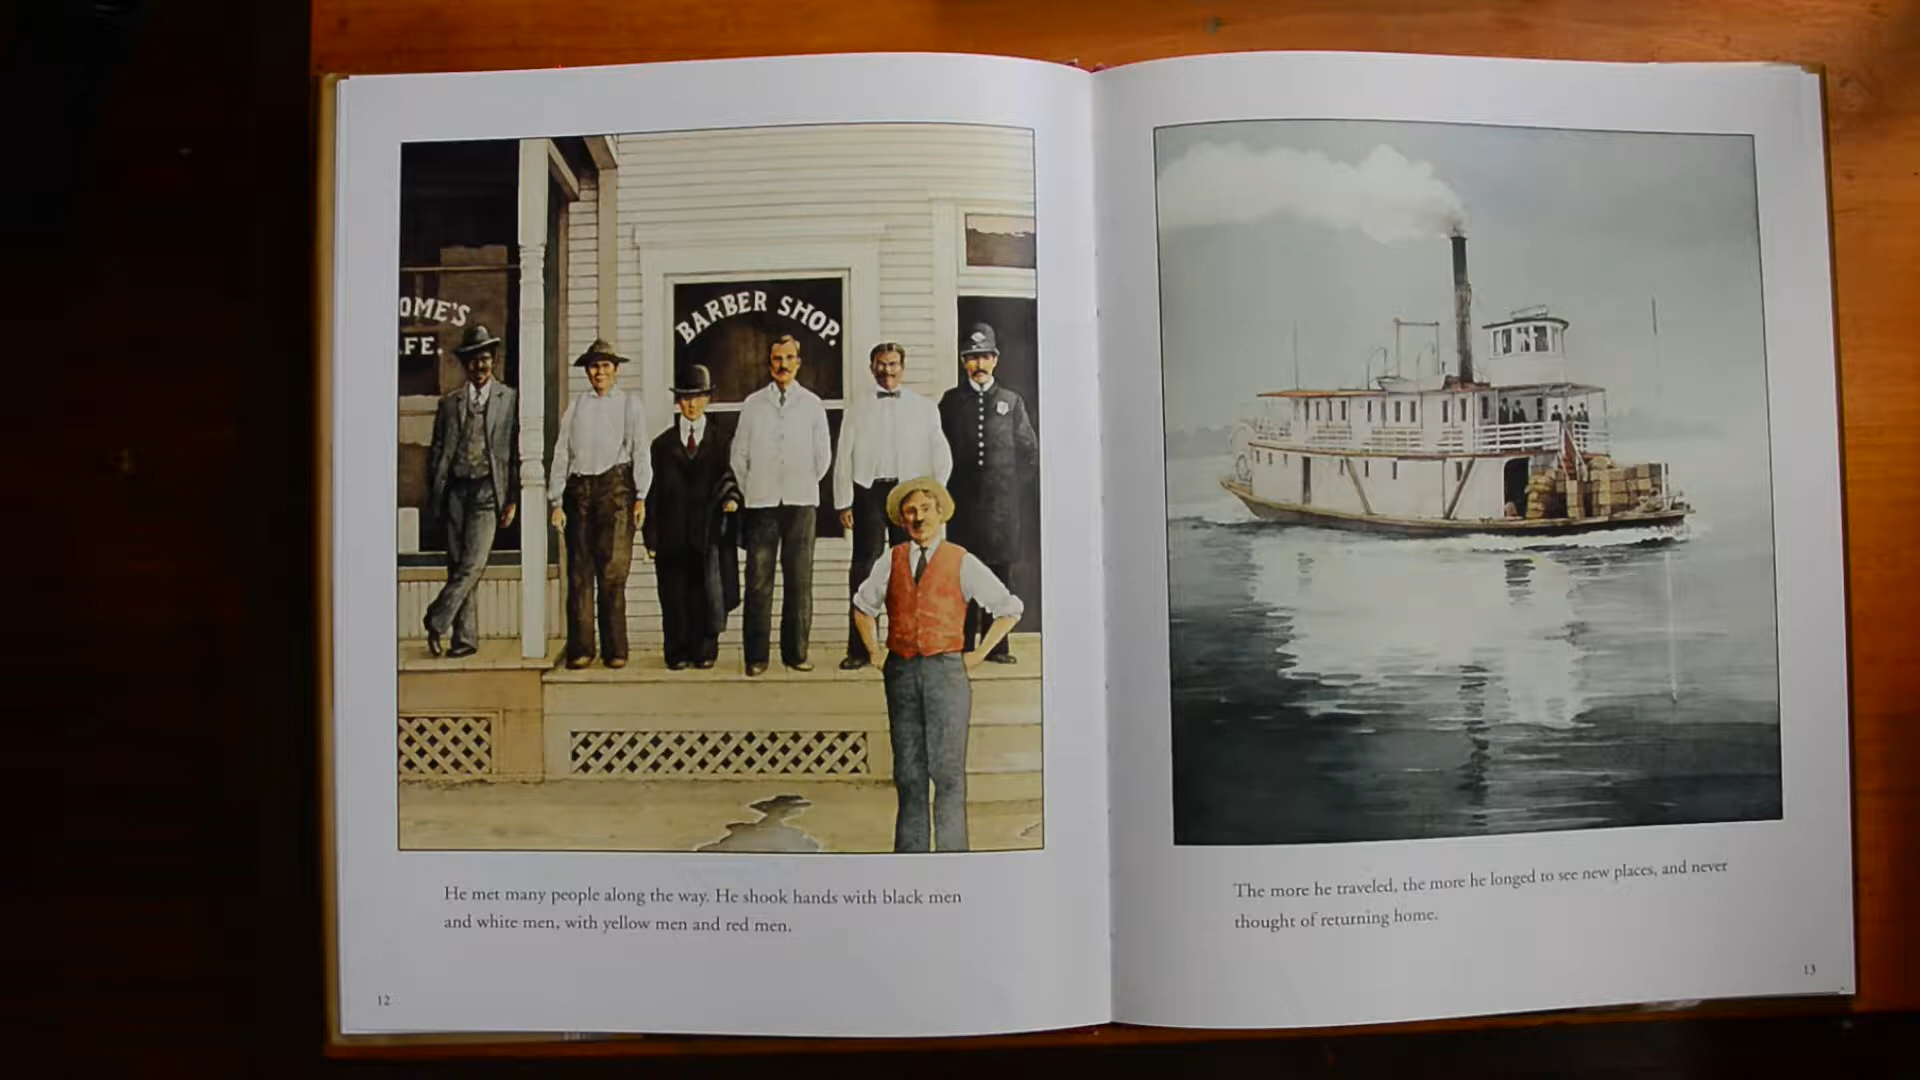 OME'S
FE.
BARBER SHOP.
He met many people along the way. He shook hands with black men
and white men, with yellow men and red men.
12
The more he traveled, the more he longed to see new places, and never
thought of returning home.
13